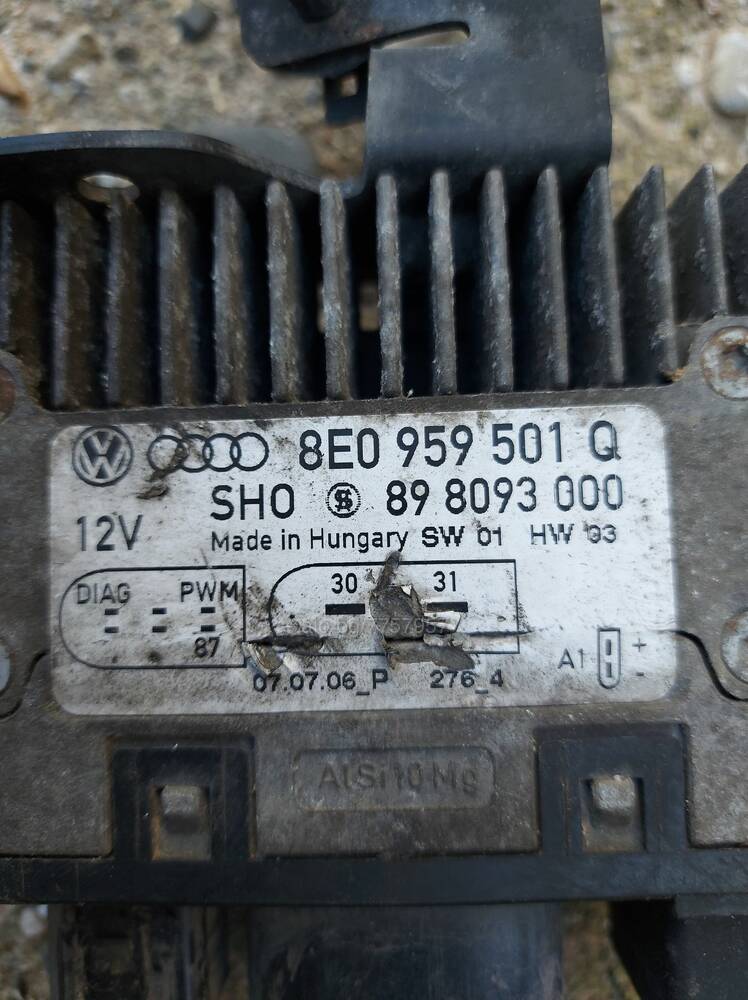 8E0 959 501 Q
SHO 89 8093 000
12V Made in Hungary SW 01 HW 03
DIAG PWM 30 31
87
A1 + -
07.07.06_P 276_4
AlSi10Mg